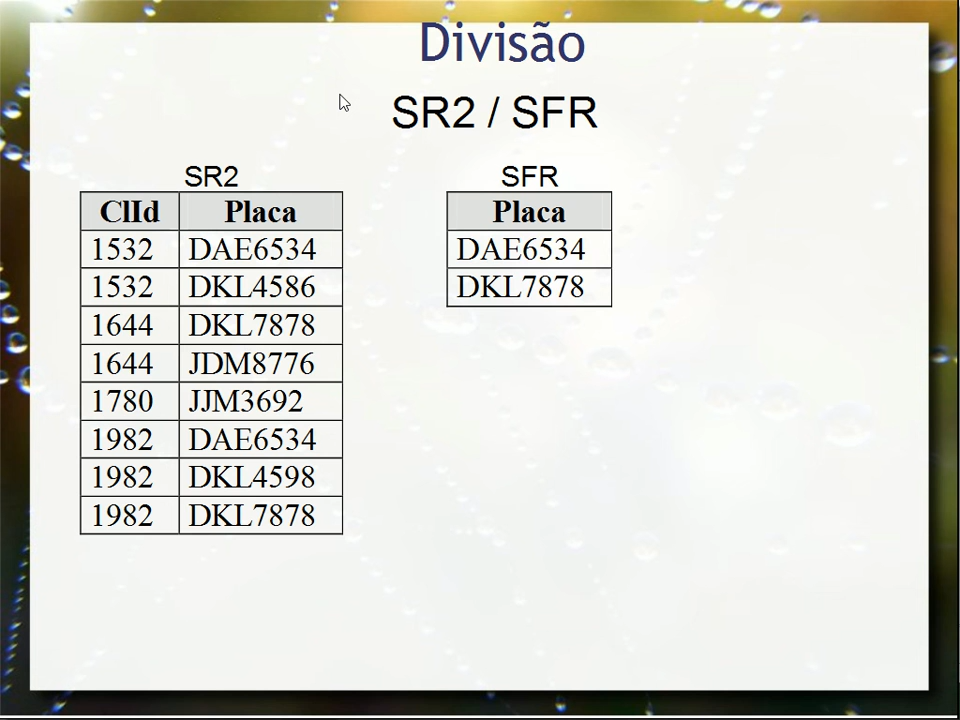 Divisão
SR2 / SFR
SR2
ClId Placa
1532 DAE6534
1532 DKL4586
1644 DKL7878
1644 JDM8776
1780 JJM3692
1982 DAE6534
1982 DKL4598
1982 DKL7878
SFR
Placa
DAE6534
DKL7878